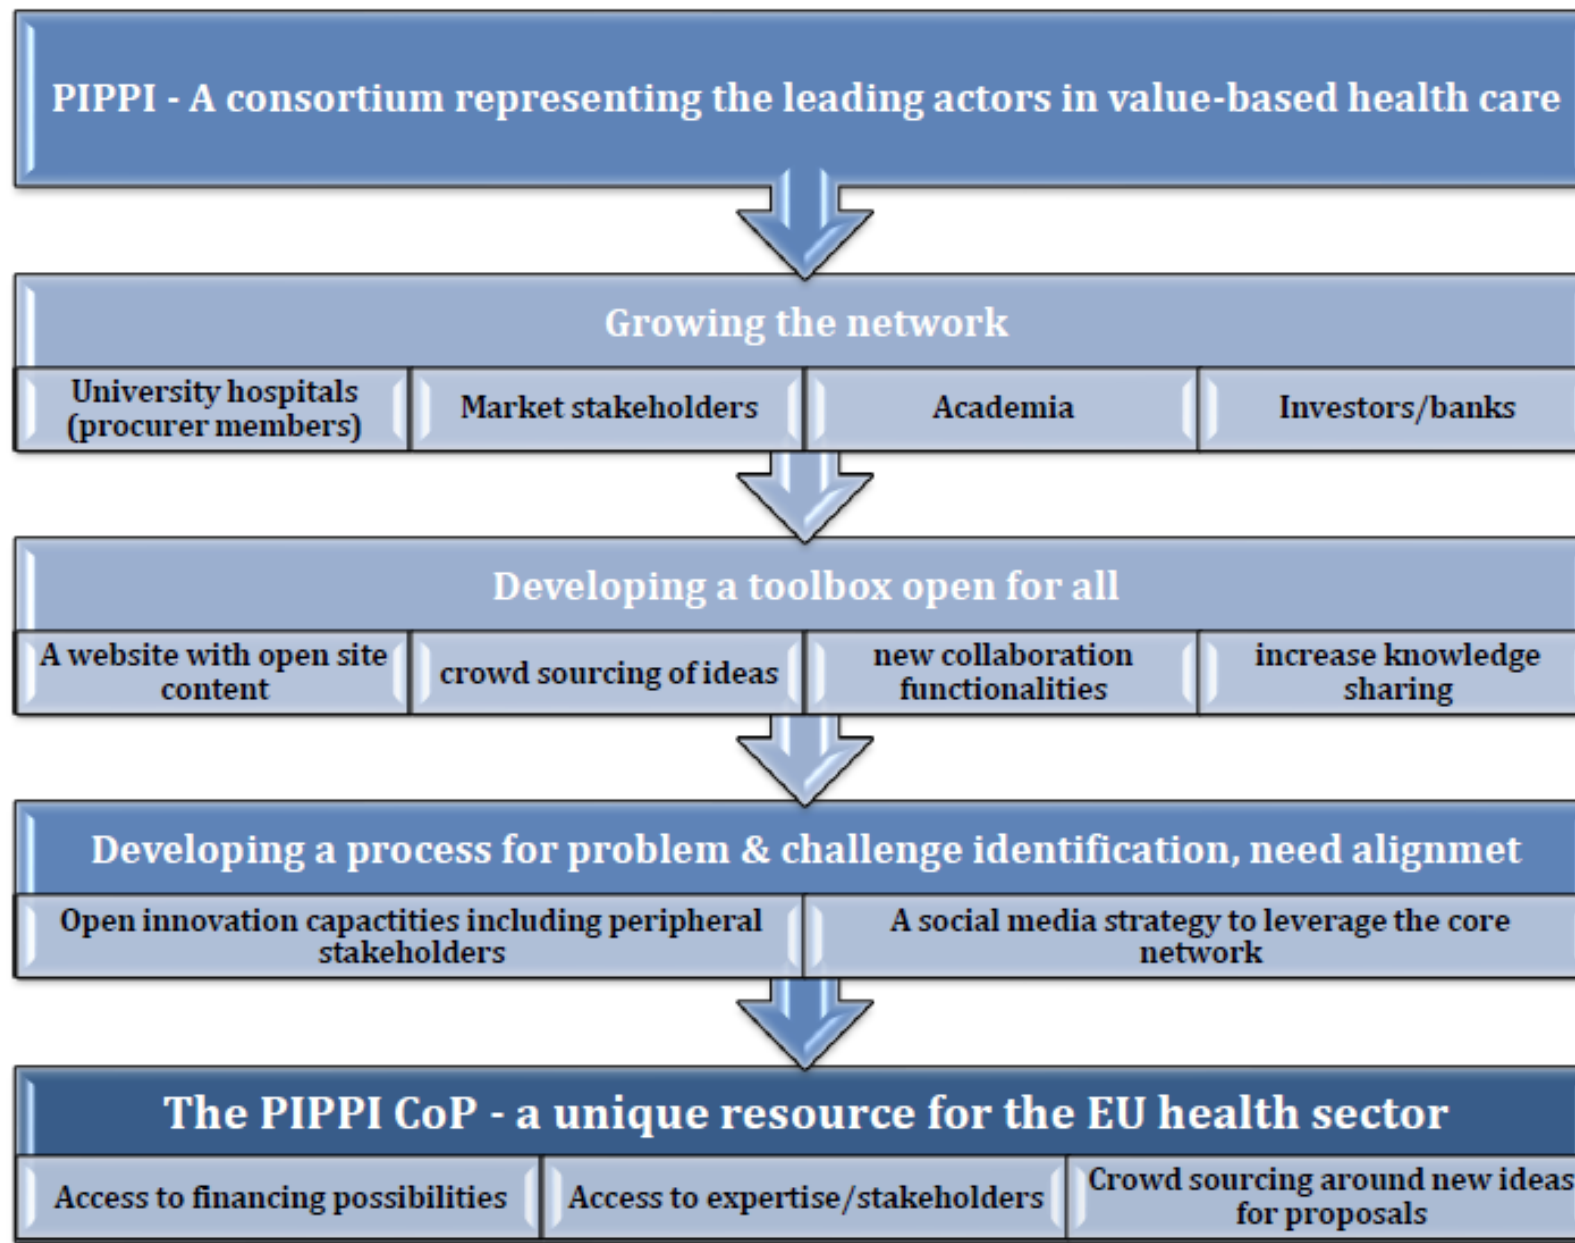 PIPPI - A consortium representing the leading actors in value-based health care
Growing the network
University hospitals
(procurer members)
Market stakeholders
Academia
Investors/banks
Developing a toolbox open for all
A website with open site
content
crowd sourcing of ideas
new collaboration
functionalities
increase knowledge
sharing
Developing a process for problem & challenge identification, need alignmet
Open innovation capactities including peripheral
stakeholders
A social media strategy to leverage the core
network
The PIPPI CoP - a unique resource for the EU health sector
Access to financing possibilities
Access to expertise/stakeholders
Crowd sourcing around new ideas
for proposals